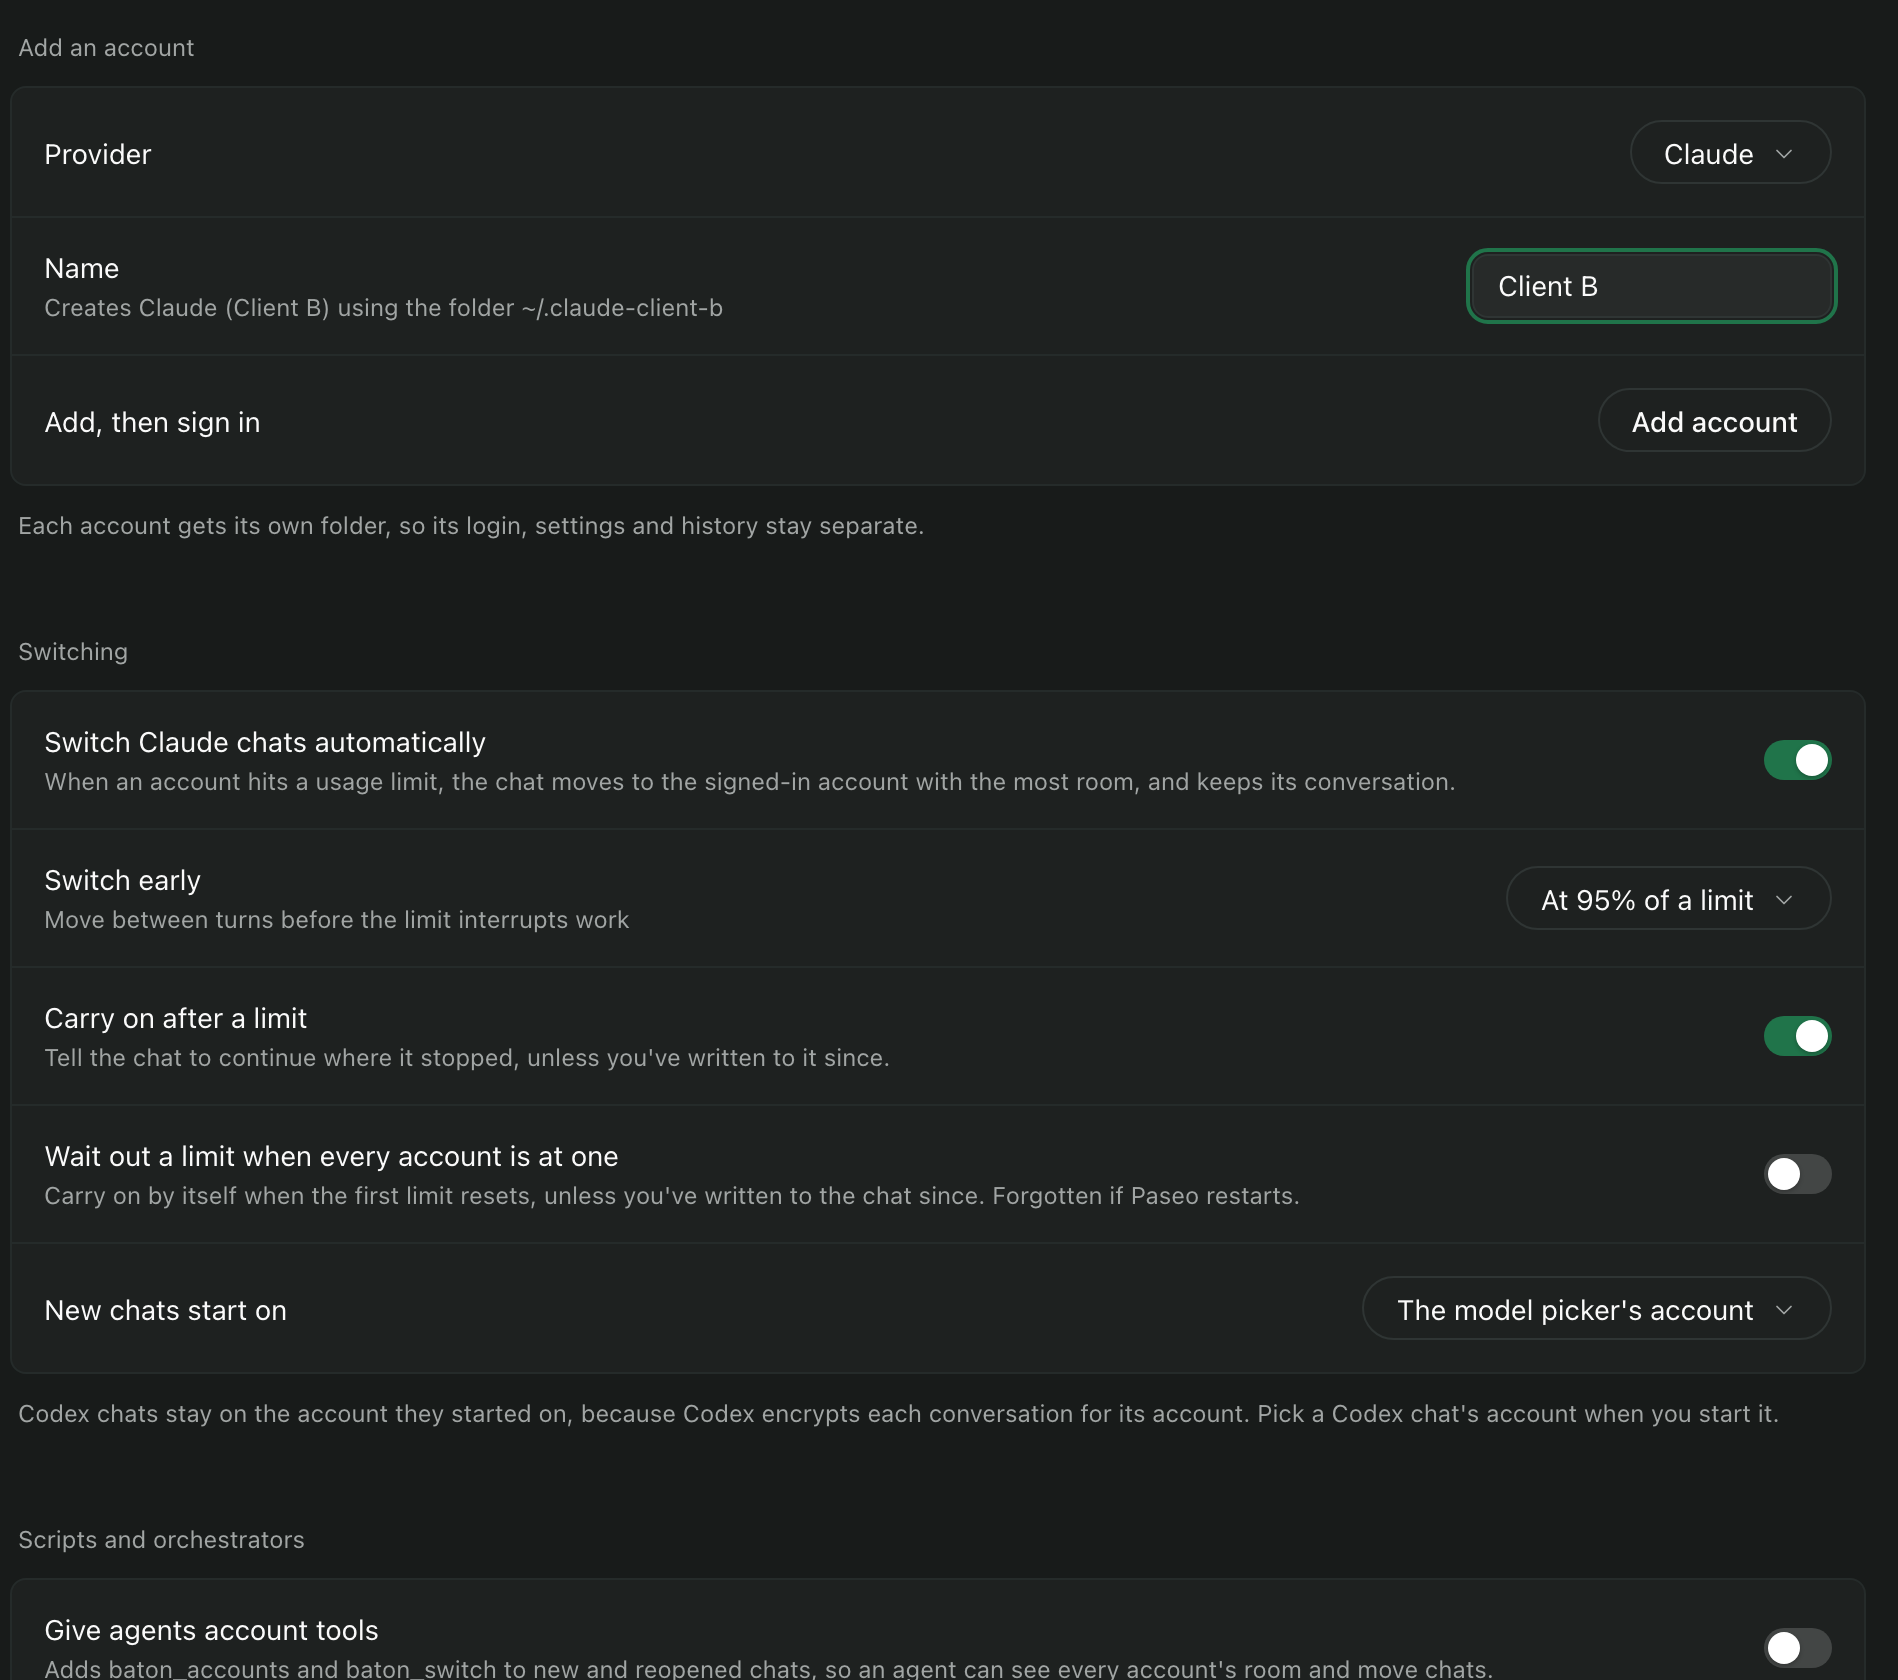 Add an account
Provider
Claude
Name
Creates Claude (Client B) using the folder ~/.claude-client-b
Client B
Add, then sign in
Add account
Each account gets its own folder, so its login, settings and history stay separate.
Switching
Switch Claude chats automatically
When an account hits a usage limit, the chat moves to the signed-in account with the most room, and keeps its conversation.
Switch early
Move between turns before the limit interrupts work
At 95% of a limit
Carry on after a limit
Tell the chat to continue where it stopped, unless you've written to it since.
Wait out a limit when every account is at one
Carry on by itself when the first limit resets, unless you've written to the chat since. Forgotten if Paseo restarts.
New chats start on
The model picker's account
Codex chats stay on the account they started on, because Codex encrypts each conversation for its account. Pick a Codex chat's account when you start it.
Scripts and orchestrators
Give agents account tools
Adds baton_accounts and baton_switch to new and reopened chats, so an agent can see every account's room and move chats.